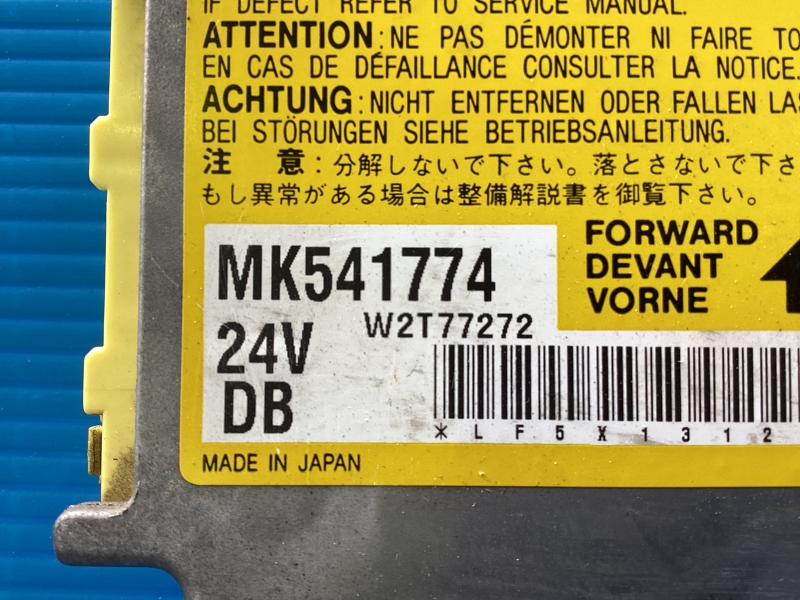 IF DEFECT REFER TO SERVICE MANUAL.
ATTENTION:NE PAS DÉMONTER NI FAIRE TO
EN CAS DE DÉFAILLANCE CONSULTER LA NOTICE.
ACHTUNG:NICHT ENTFERNEN ODER FALLEN LAS
BEI STÖRUNGEN SIEHE BETRIEBSANLEITUNG.
注 意:分解しないで下さい。落とさないで下さ
もし異常がある場合は整備解説書を御覧下さい。
FORWARD
DEVANT
VORNE
MK541774
W2T77272
24V
DB
*LF5X1312
MADE IN JAPAN